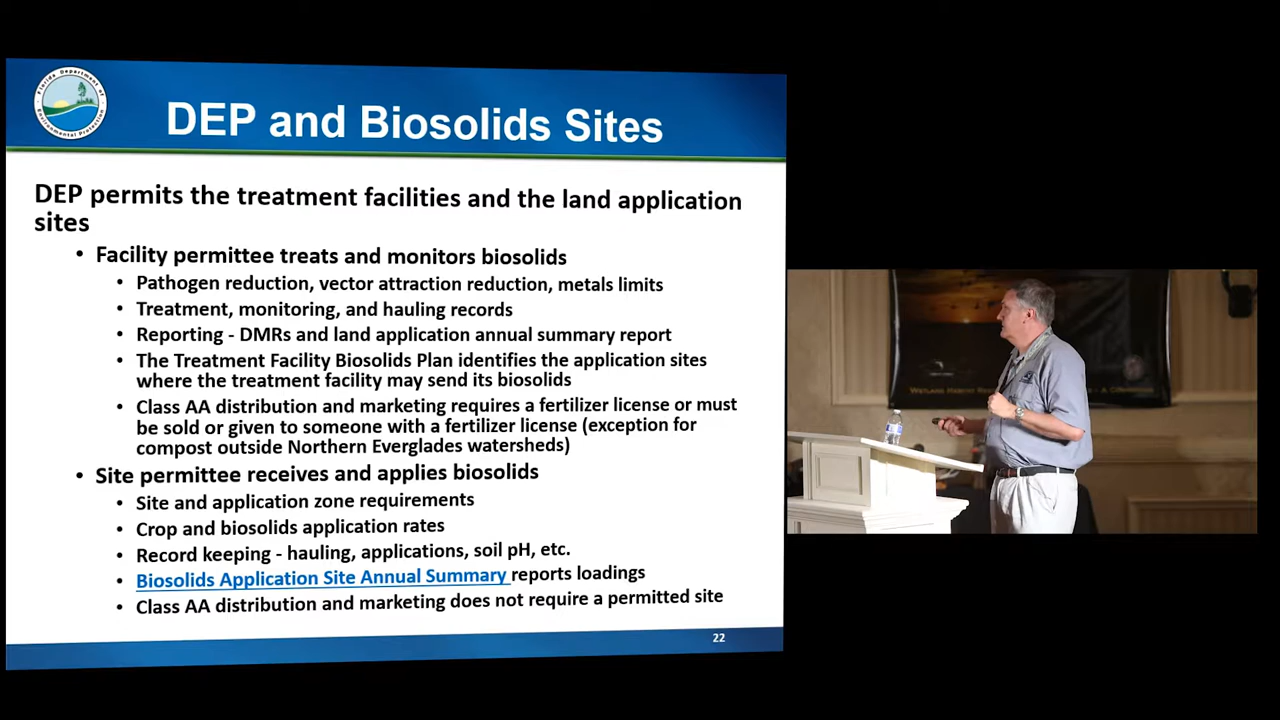 Florida Department of
Environmental Protection
DEP and Biosolids Sites
DEP permits the treatment facilities and the land application
sites
• Facility permittee treats and monitors biosolids
• Pathogen reduction, vector attraction reduction, metals limits
• Treatment, monitoring, and hauling records
• Reporting - DMRs and land application annual summary report
• The Treatment Facility Biosolids Plan identifies the application sites
where the treatment facility may send its biosolids
• Class AA distribution and marketing requires a fertilizer license or must
be sold or given to someone with a fertilizer license (exception for
compost outside Northern Everglades watersheds)
• Site permittee receives and applies biosolids
• Site and application zone requirements
• Crop and biosolids application rates
• Record keeping - hauling, applications, soil pH, etc.
• Biosolids Application Site Annual Summary reports loadings
• Class AA distribution and marketing does not require a permitted site
22